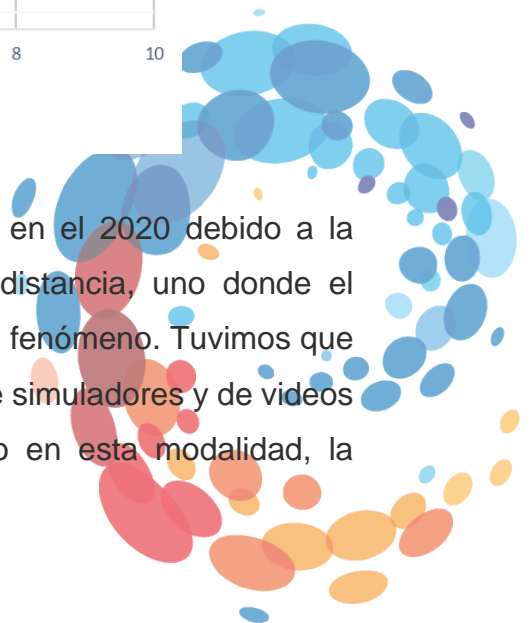 8 10
en el 2020 debido a la
distancia, uno donde el
fenómeno. Tuvimos que
simuladores y de videos
en esta modalidad, la